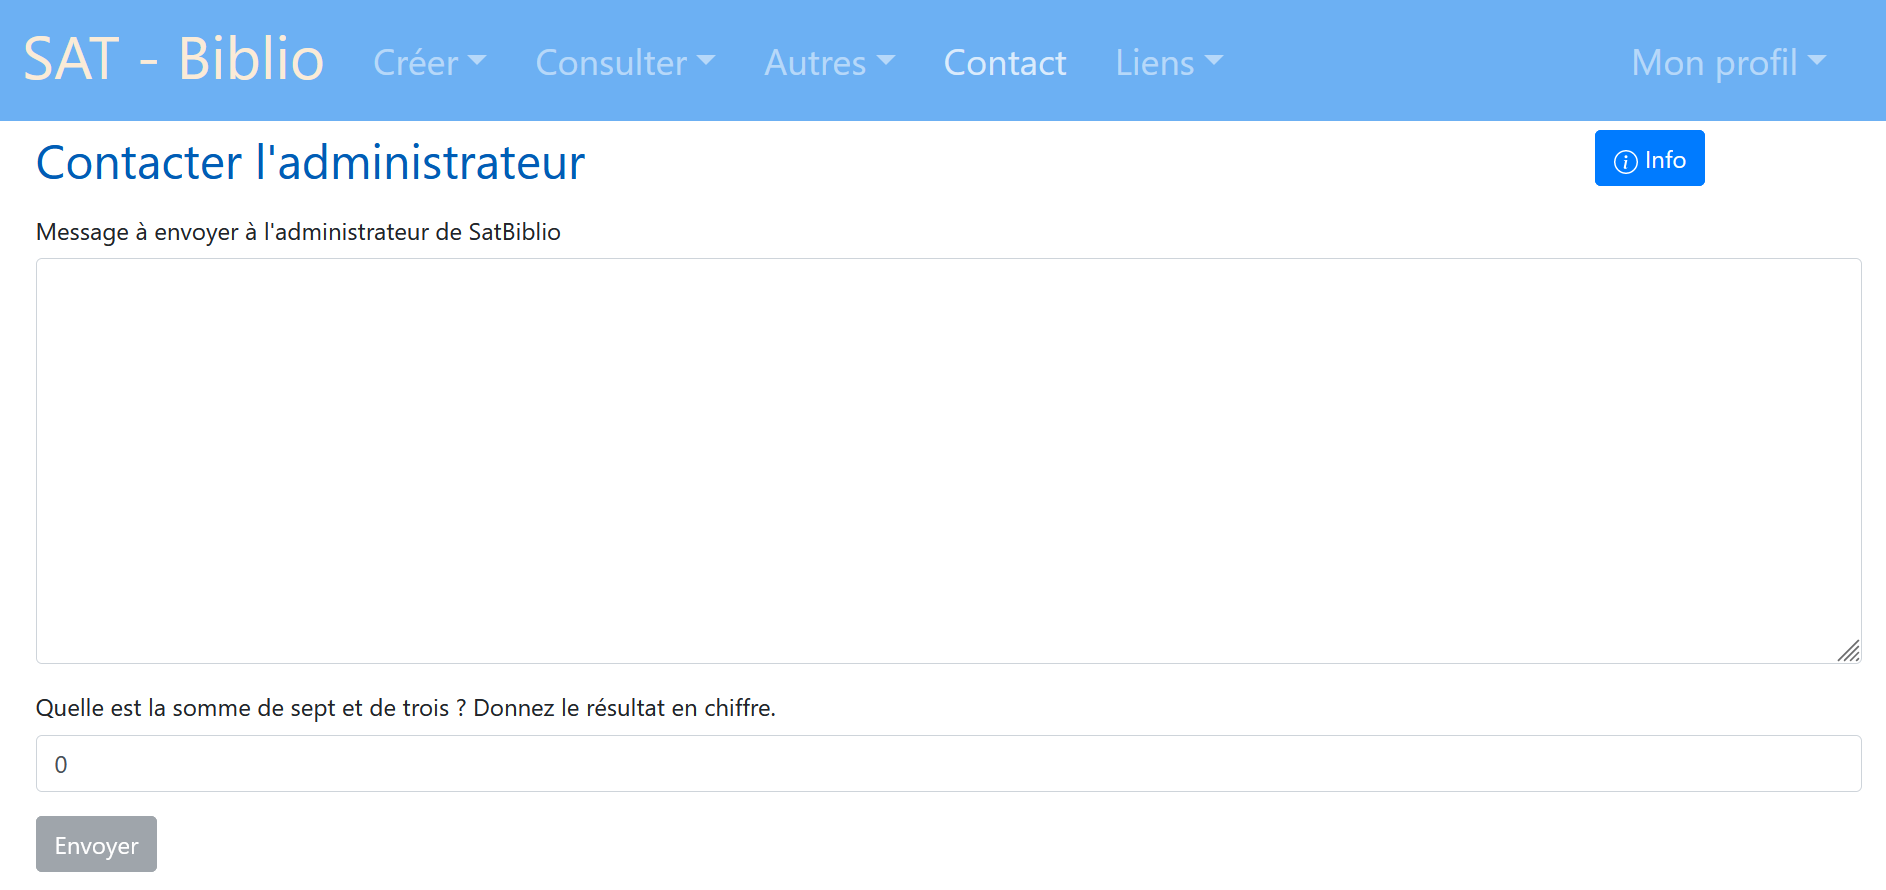 SAT - Biblio Créer Consulter Autres Contact Liens Mon profil
Contacter l'administrateur
Info
Message à envoyer à l'administrateur de SatBiblio
Quelle est la somme de sept et de trois ? Donnez le résultat en chiffre.
0
Envoyer